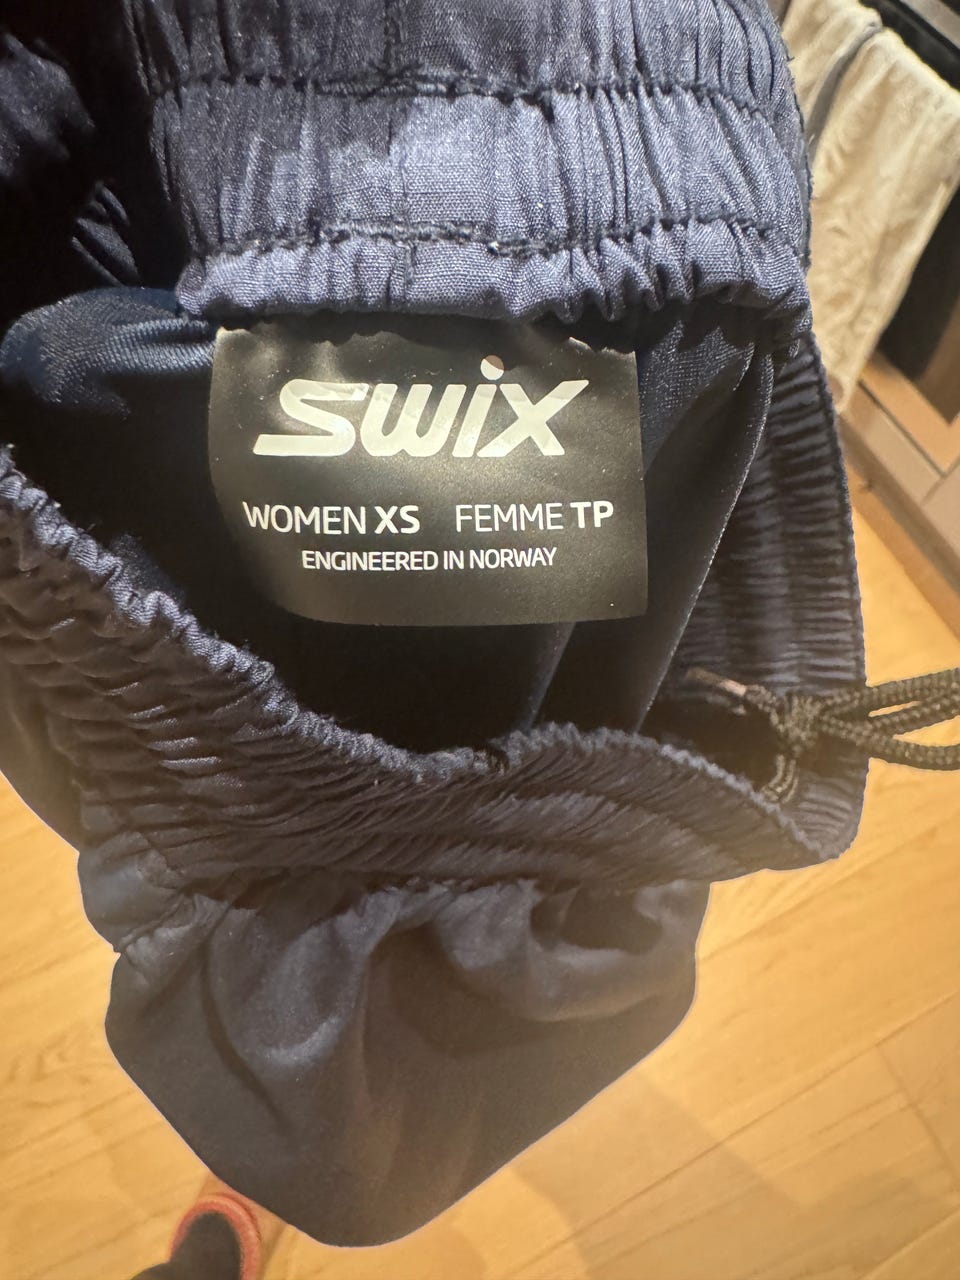 swix
WOMEN XS FEMME TP
ENGINEERED IN NORWAY